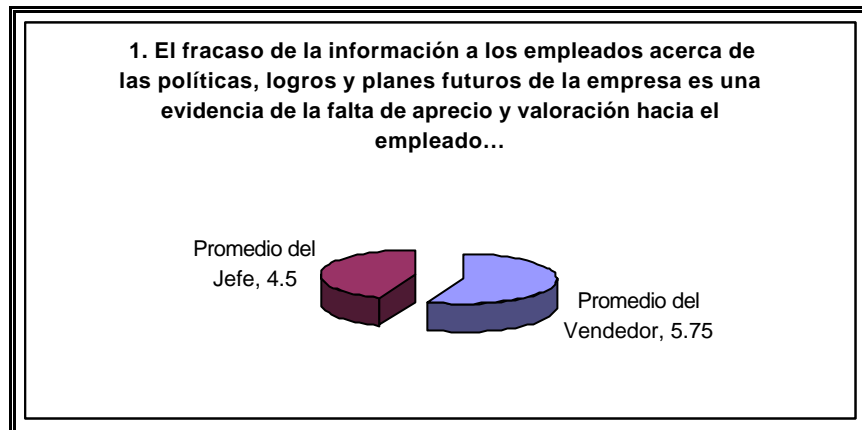 1. El fracaso de la información a los empleados acerca de
las políticas, logros y planes futuros de la empresa es una
evidencia de la falta de aprecio y valoración hacia el
empleado…
Promedio del
Jefe, 4.5
Promedio del
Vendedor, 5.75